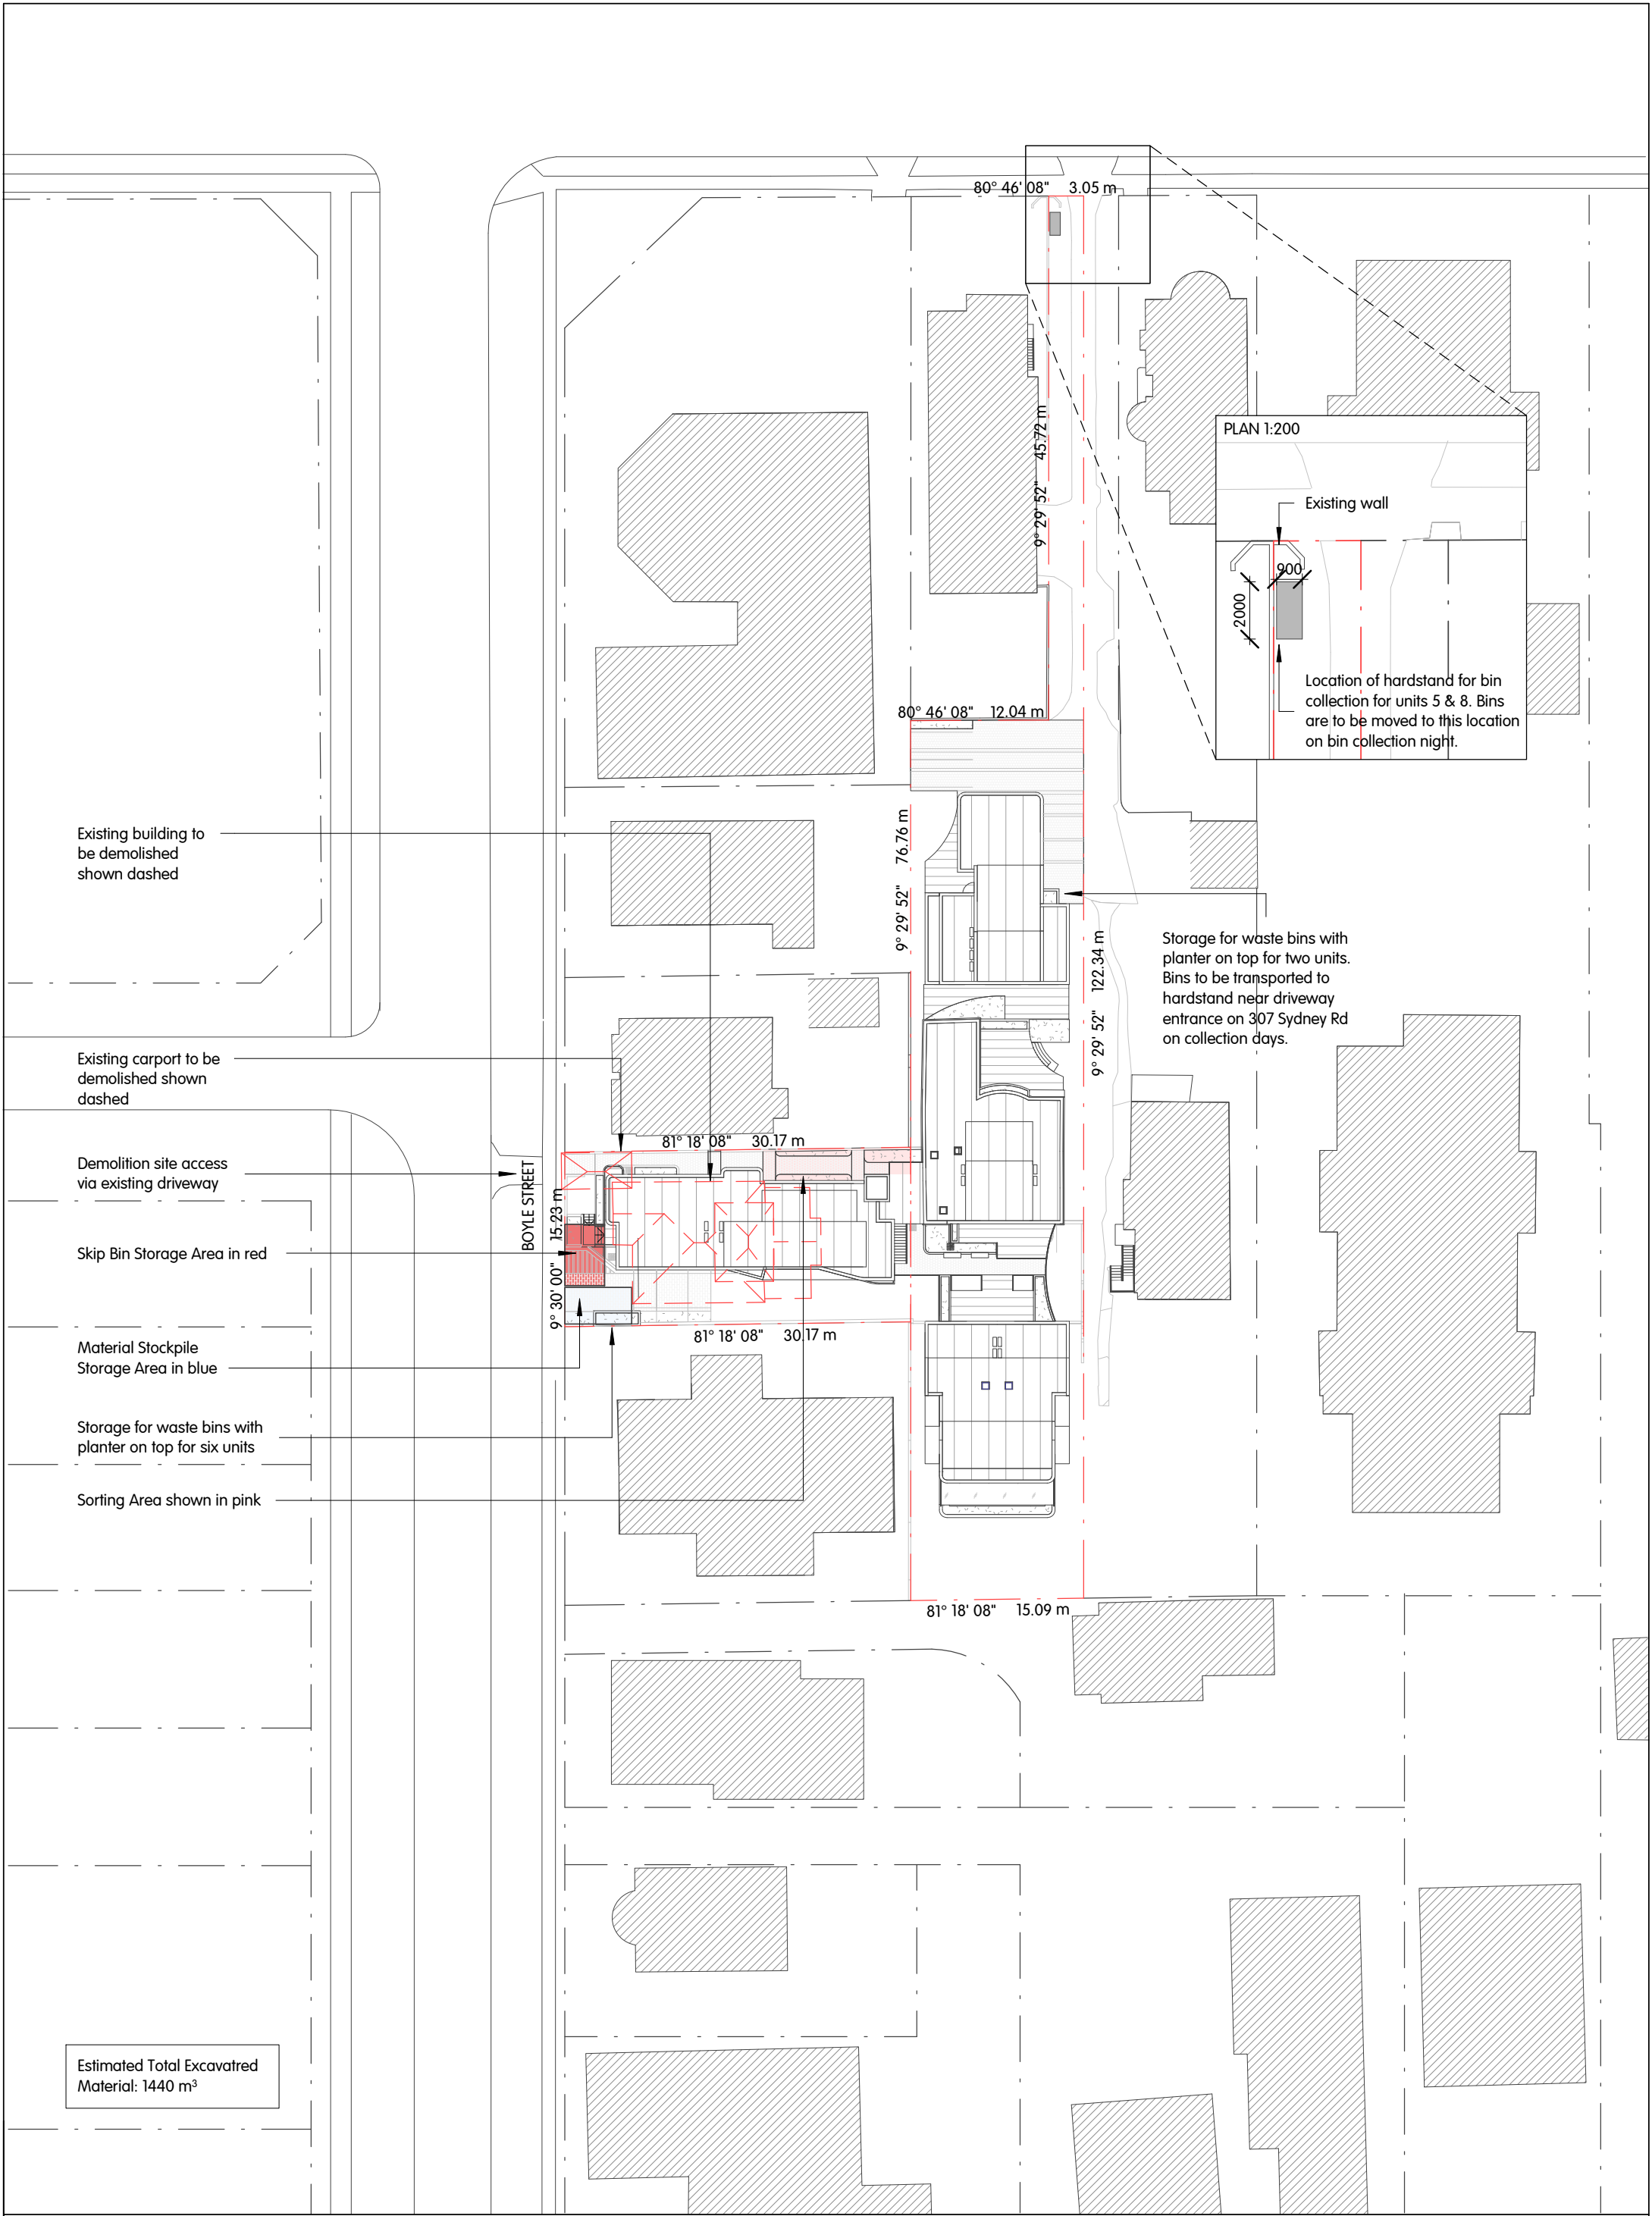 80° 46' 08" 3.05 m
9° 29' 52" 45.72 m
PLAN 1:200
Existing wall
900
2000
Location of hardstand for bin
collection for units 5 & 8. Bins
are to be moved to this location
on bin collection night.
80° 46' 08" 12.04 m
Existing building to
be demolished
shown dashed
9° 29' 52" 76.76 m
Storage for waste bins with
planter on top for two units.
Bins to be transported to
hardstand near driveway
entrance on 307 Sydney Rd
on collection days.
9° 29' 52" 122.34 m
Existing carport to be
demolished shown
dashed
81° 18' 08" 30.17 m
Demolition site access
via existing driveway
BOYLE STREET
9° 30' 00" 15.23 m
Skip Bin Storage Area in red
81° 18' 08" 30.17 m
Material Stockpile
Storage Area in blue
Storage for waste bins with
planter on top for six units
Sorting Area shown in pink
81° 18' 08" 15.09 m
Estimated Total Excavatred
Material: 1440 m³